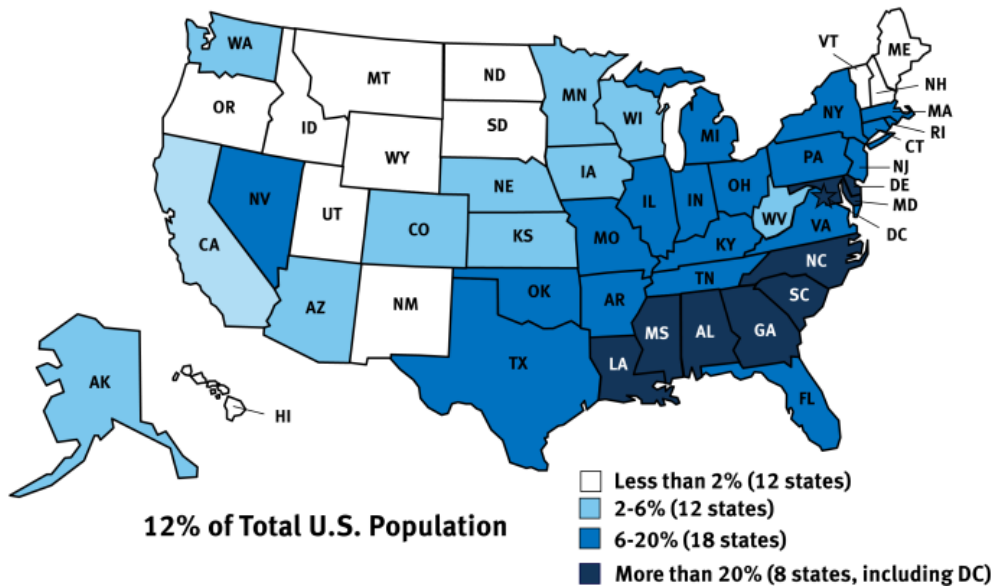 WA
MT
ND
MN
VT
ME
NH
MA
RI
CT
NJ
DE
MD
DC
OR
ID
WY
SD
WI
MI
NY
PA
NV
UT
CO
NE
IA
IL
IN
OH
WV
VA
CA
KS
MO
KY
NC
AZ
NM
OK
AR
TN
SC
MS
AL
GA
TX
LA
FL
AK
HI
12% of Total U.S. Population
Less than 2% (12 states)
2-6% (12 states)
6-20% (18 states)
More than 20% (8 states, including DC)